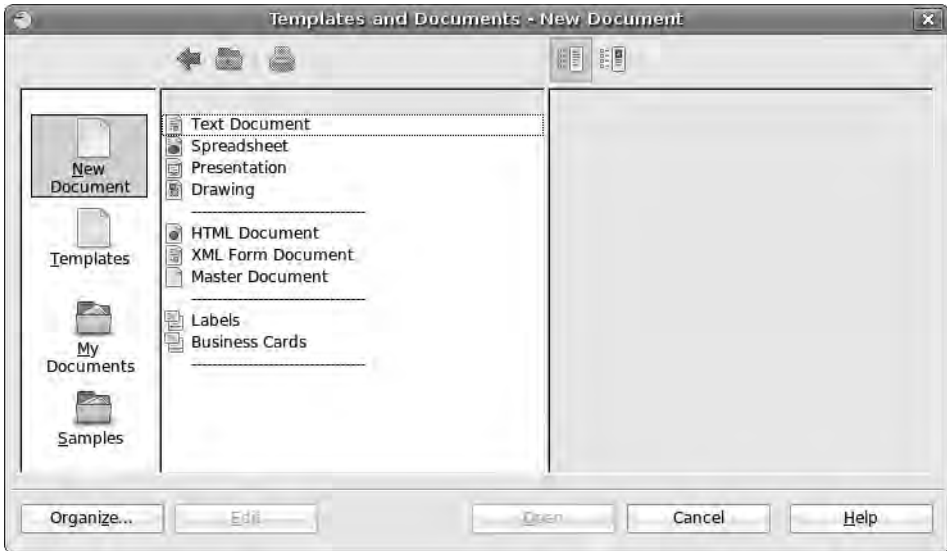 Templates and Documents - New Document
New
Document
Templates
My
Documents
Samples
Text Document
Spreadsheet
Presentation
Drawing
HTML Document
XML Form Document
Master Document
Labels
Business Cards
Organize...
Edit
Open
Cancel
Help